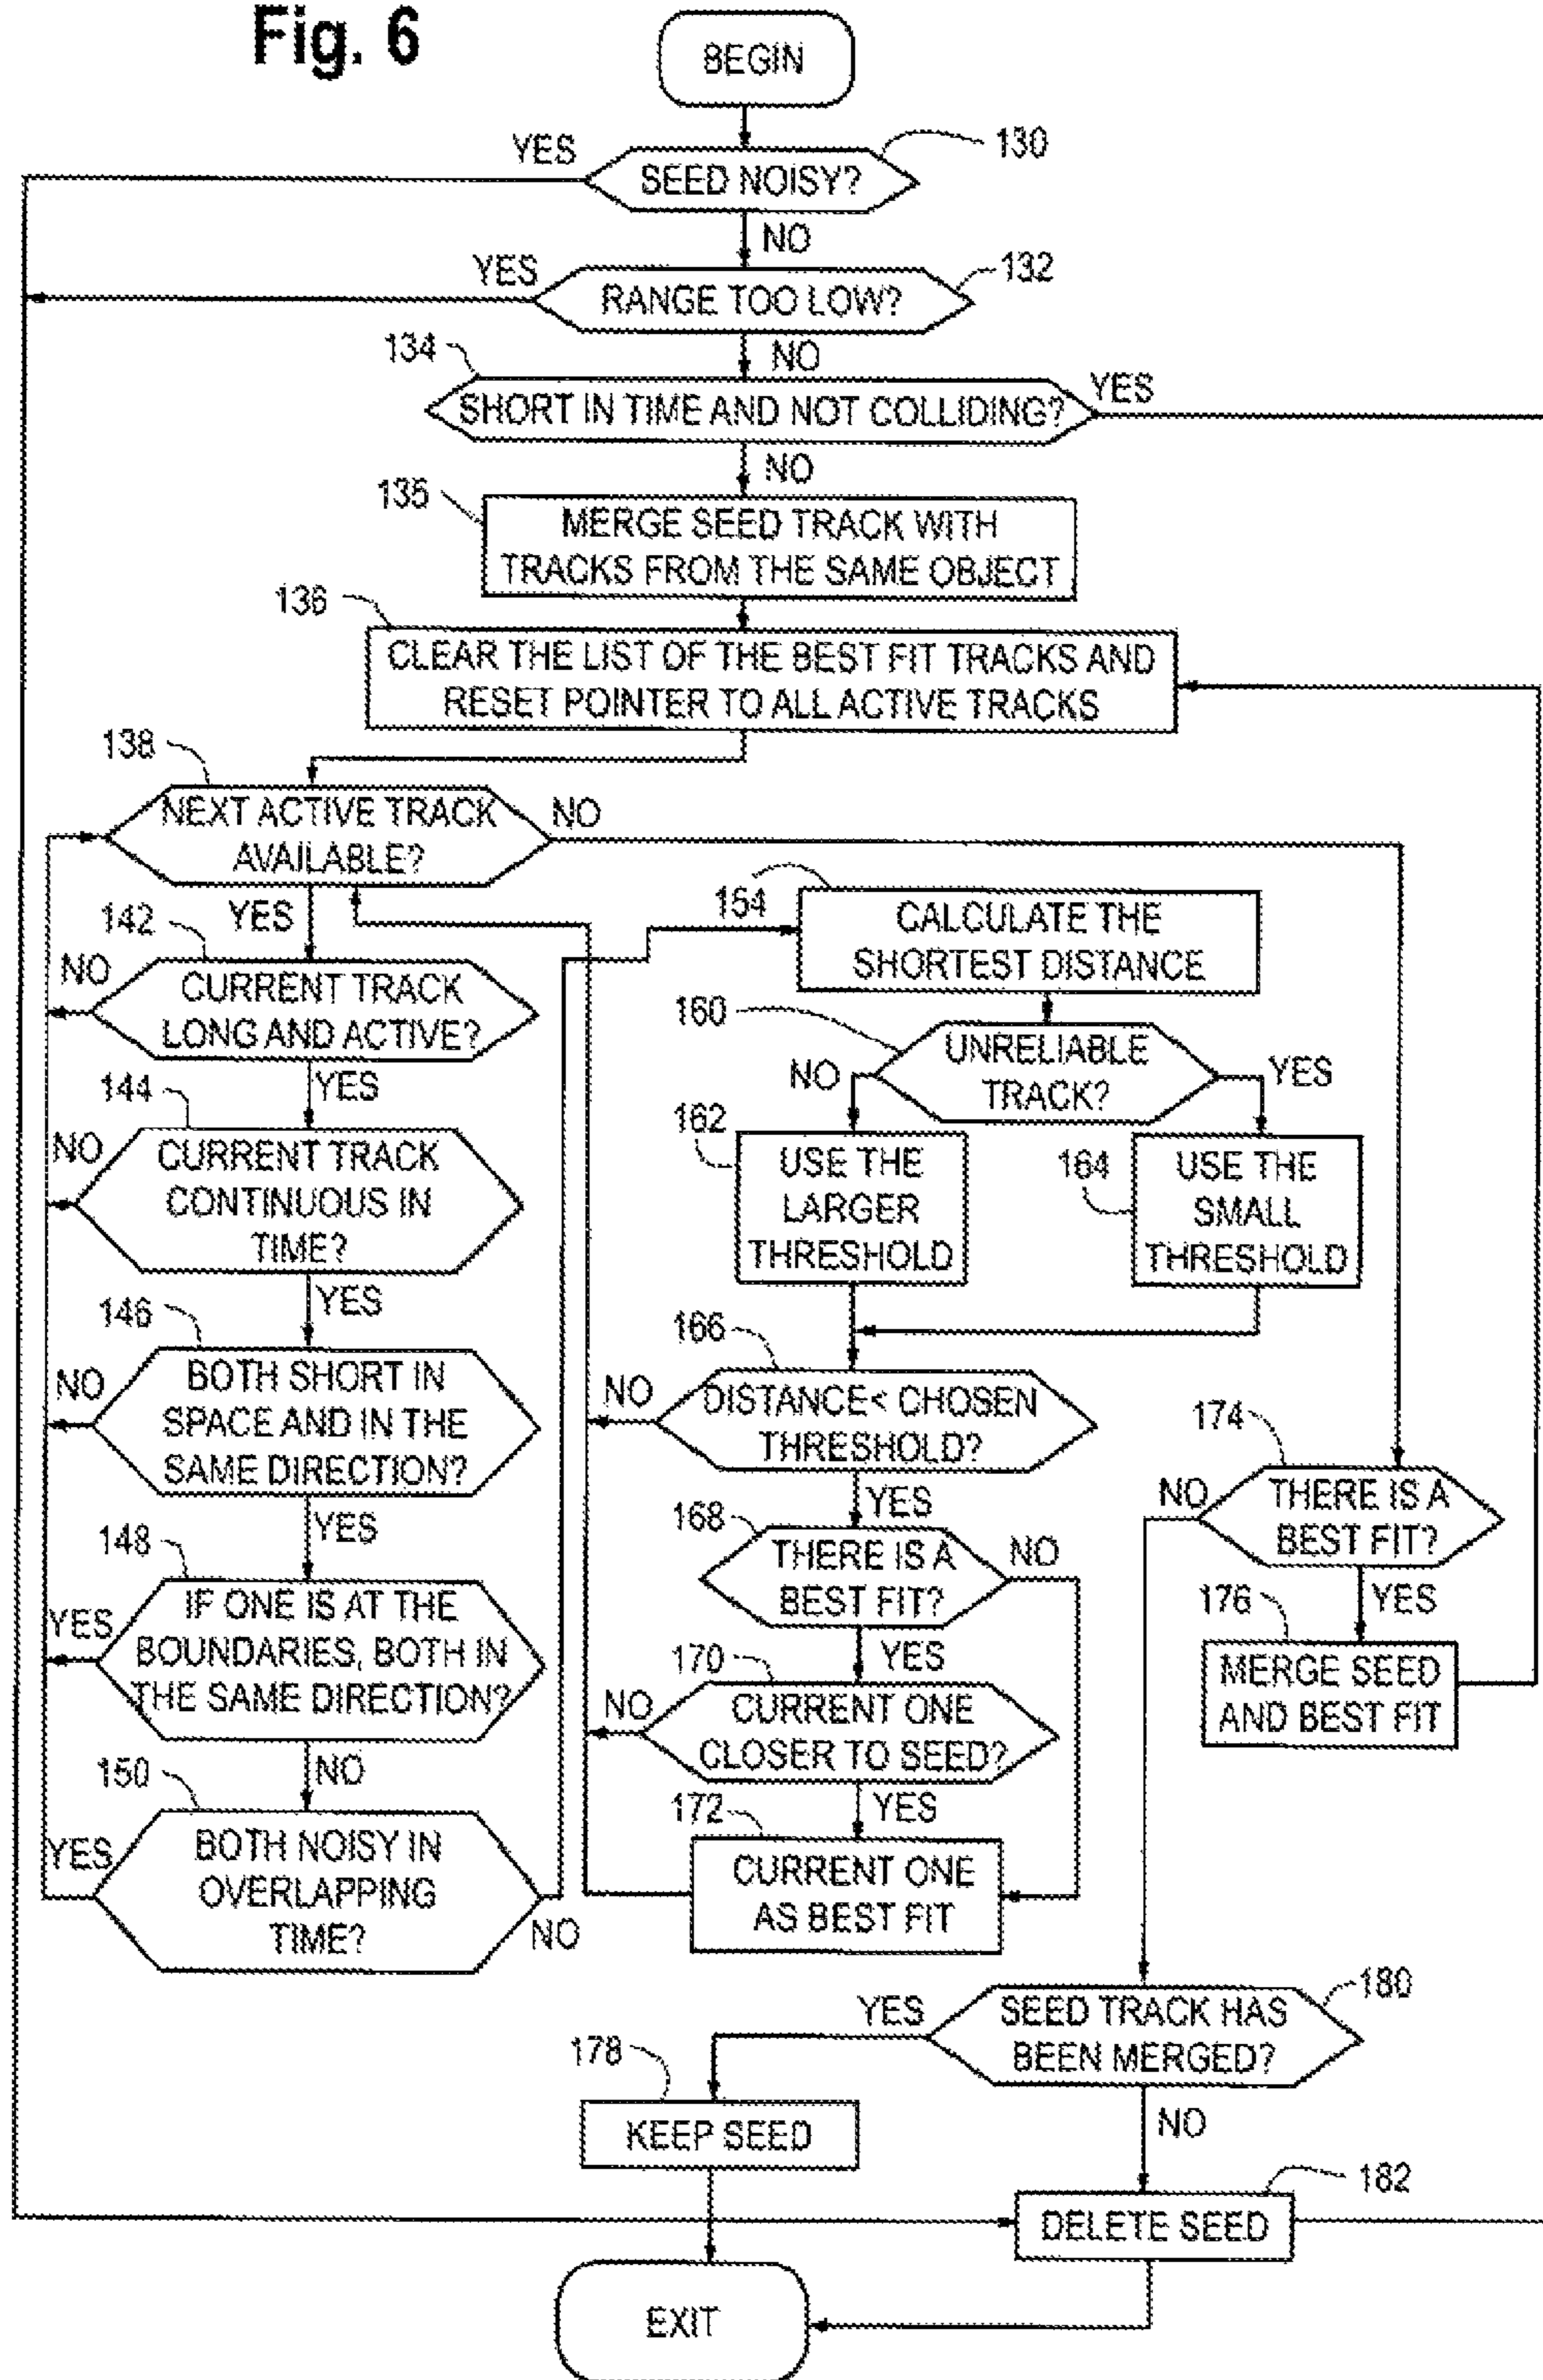 Fig. 6
BEGIN
YES
130
SEED NOISY?
NO
YES
132
RANGE TOO LOW?
134
NO
YES
SHORT IN TIME AND NOT COLLIDING?
NO
135
MERGE SEED TRACK WITH
TRACKS FROM THE SAME OBJECT
136
CLEAR THE LIST OF THE BEST FIT TRACKS AND
RESET POINTER TO ALL ACTIVE TRACKS
138
NEXT ACTIVE TRACK
AVAILABLE?
NO
YES
142
NO
CURRENT TRACK
LONG AND ACTIVE?
YES
144
NO
CURRENT TRACK
CONTINUOUS IN
TIME?
YES
146
NO
BOTH SHORT IN
SPACE AND IN THE
SAME DIRECTION?
YES
148
YES
IF ONE IS AT THE
BOUNDARIES, BOTH IN
THE SAME DIRECTION?
NO
150
YES
BOTH NOISY IN
OVERLAPPING
TIME?
NO
154
CALCULATE THE
SHORTEST DISTANCE
160
UNRELIABLE
TRACK?
NO
YES
162
USE THE
LARGER
THRESHOLD
164
USE THE
SMALL
THRESHOLD
166
NO
DISTANCE< CHOSEN
THRESHOLD?
YES
168
THERE IS A
BEST FIT?
NO
YES
170
NO
CURRENT ONE
CLOSER TO SEED?
YES
172
CURRENT ONE
AS BEST FIT
174
NO
THERE IS A
BEST FIT?
YES
176
MERGE SEED
AND BEST FIT
180
YES
SEED TRACK HAS
BEEN MERGED?
178
NO
KEEP SEED
182
DELETE SEED
EXIT